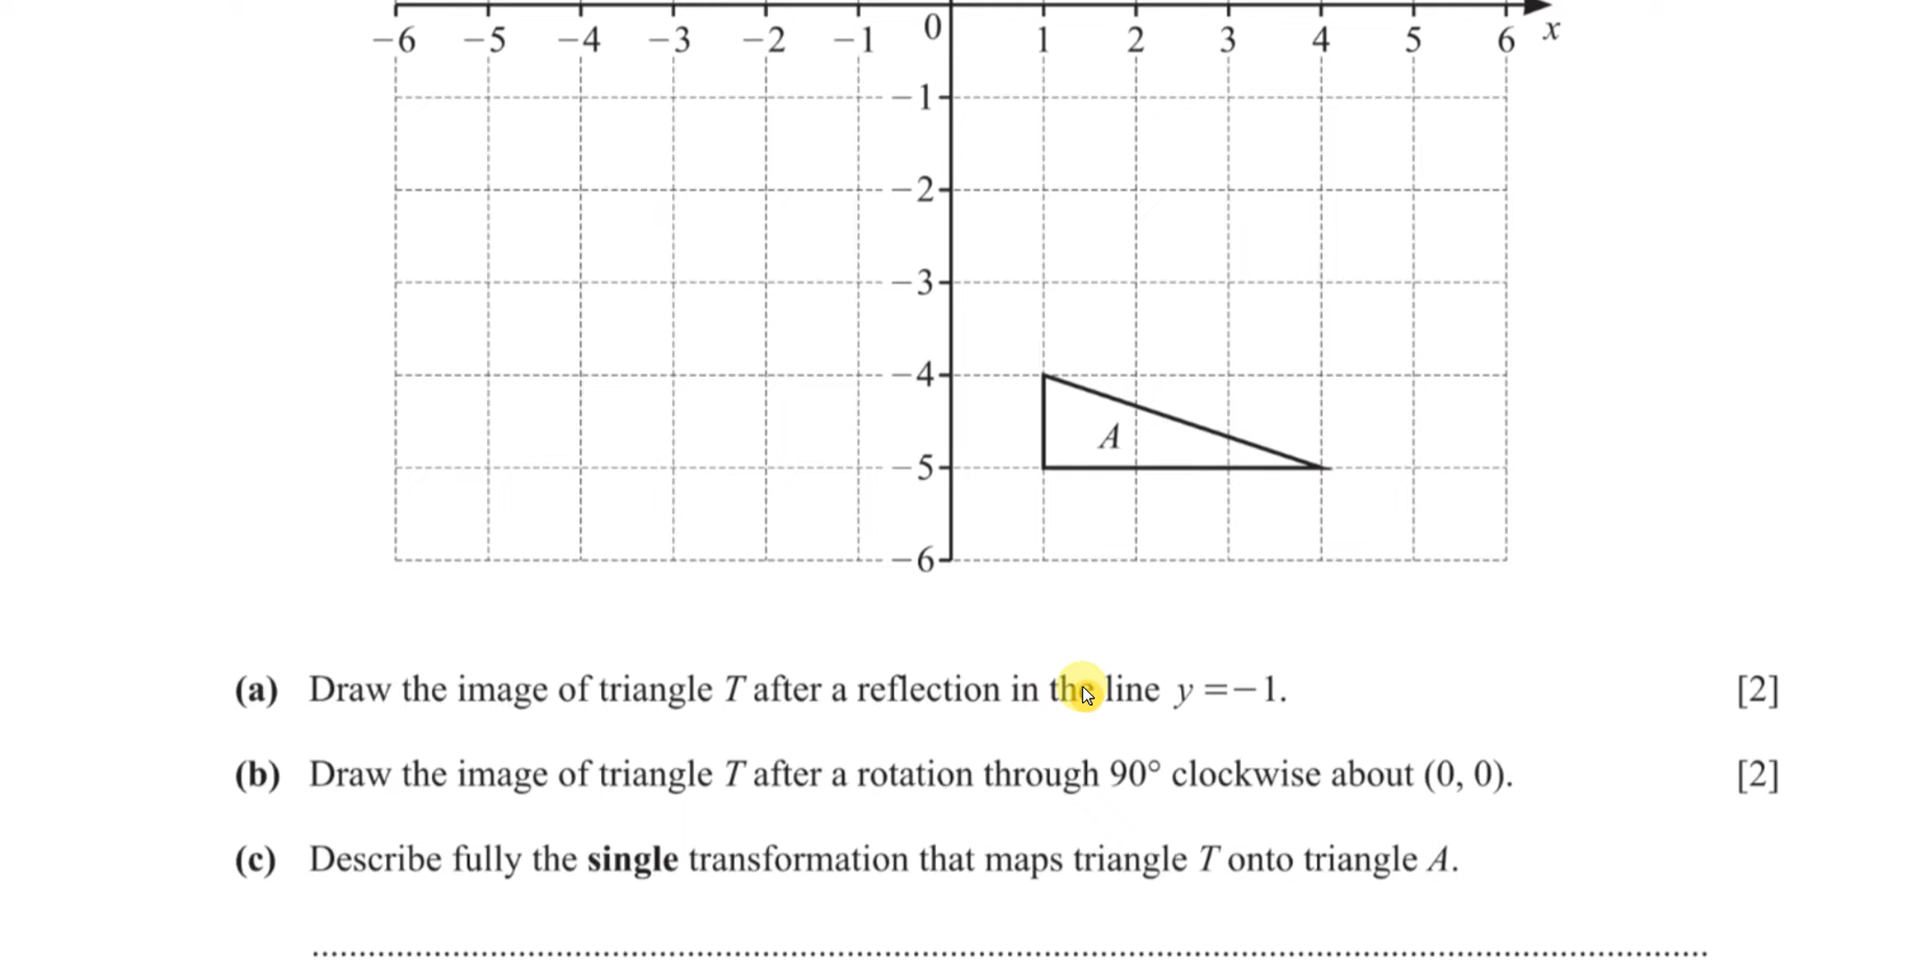 −6 −5 −4 −3 −2 −1 0 1 2 3 4 5 6 x
−1
−2
−3
−4
A
−5
−6
(a) Draw the image of triangle T after a reflection in the line y = −1. [2]
(b) Draw the image of triangle T after a rotation through 90° clockwise about (0, 0). [2]
(c) Describe fully the single transformation that maps triangle T onto triangle A.